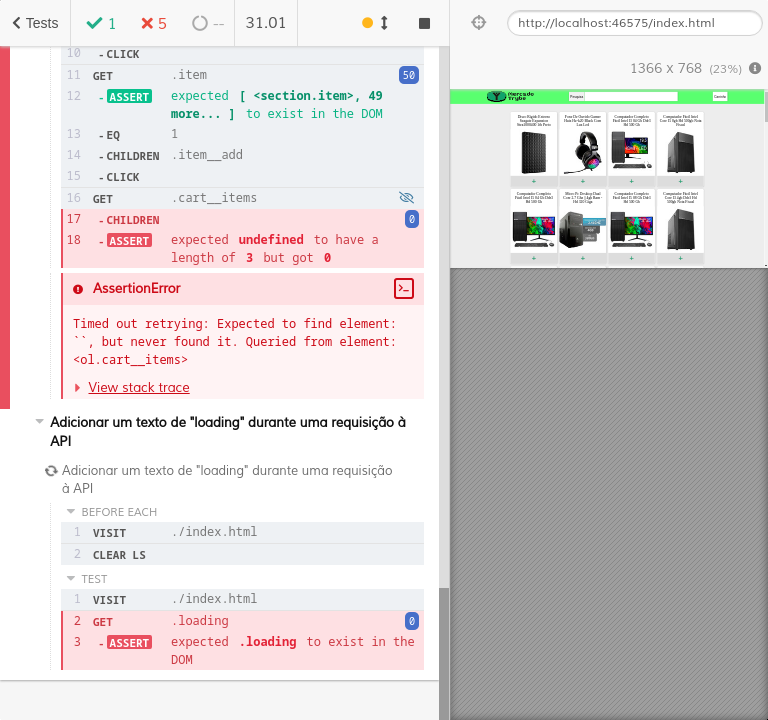 Tests
1
5
--
31.01
http://localhost:46575/index.html
1366 x 768 (23%)
10 -CLICK
11 GET .item 50
12 -ASSERT expected [ <section.item>, 49
more... ] to exist in the DOM
13 -EQ 1
14 -CHILDREN .item__add
15 -CLICK
16 GET .cart__items
17 -CHILDREN 0
18 -ASSERT expected undefined to have a
length of 3 but got 0
AssertionError
Timed out retrying: Expected to find element:
``, but never found it. Queried from element:
<ol.cart__items>
View stack trace
Adicionar um texto de "loading" durante uma requisição à
API
Adicionar um texto de "loading" durante uma requisição
à API
BEFORE EACH
1 VISIT ./index.html
2 CLEAR LS
TEST
1 VISIT ./index.html
2 GET .loading 0
3 -ASSERT expected .loading to exist in the
DOM
Mercado
Trybe